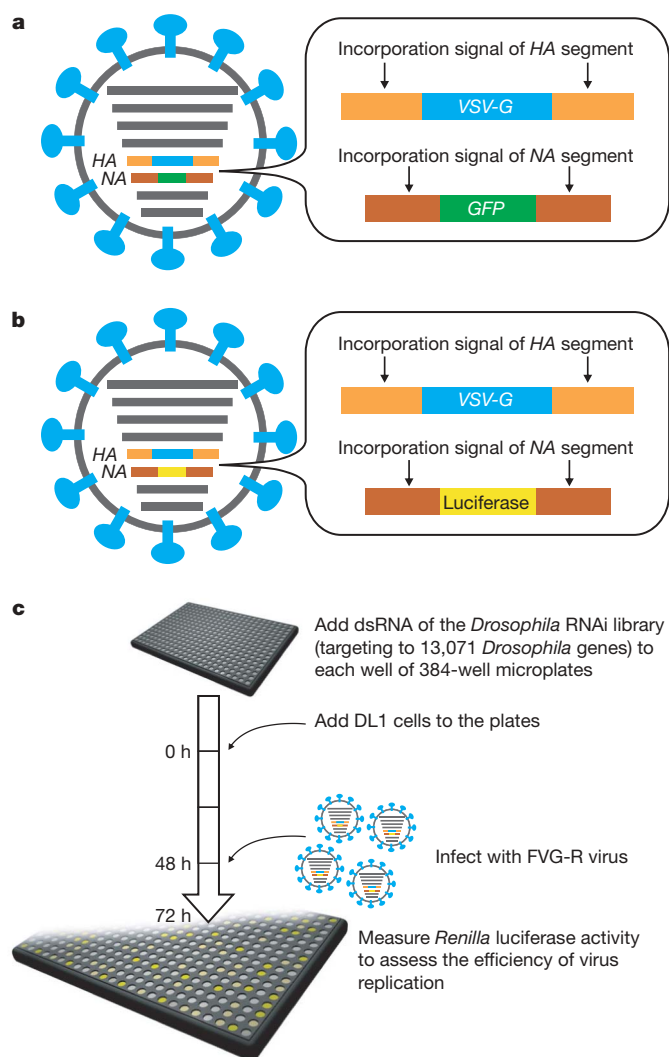 a
Incorporation signal of HA segment
VSV-G
HA
NA
Incorporation signal of NA segment
GFP
b
Incorporation signal of HA segment
VSV-G
HA
NA
Incorporation signal of NA segment
Luciferase
c
Add dsRNA of the Drosophila RNAi library
(targeting to 13,071 Drosophila genes) to
each well of 384-well microplates
Add DL1 cells to the plates
0 h
48 h
Infect with FVG-R virus
72 h
Measure Renilla luciferase activity
to assess the efficiency of virus
replication